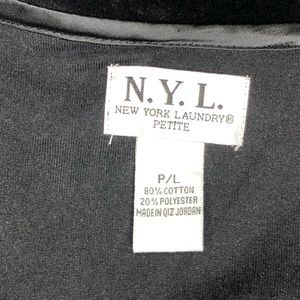 N.Y.L.
NEW YORK LAUNDRY®
PETITE
P/L
80% COTTON
20% POLYESTER
MADE IN QIZ JORDAN